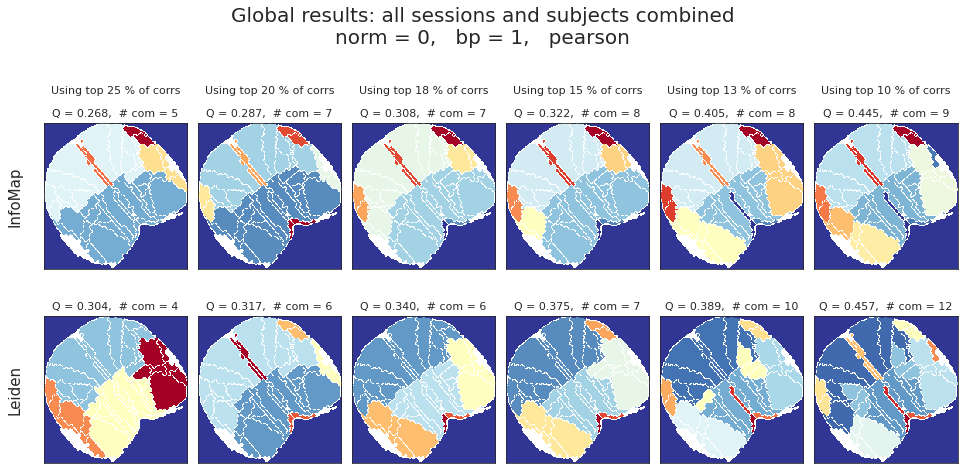 Global results: all sessions and subjects combined
norm = 0,   bp = 1,   pearson
Using top 25 % of corrs
Using top 20 % of corrs
Using top 18 % of corrs
Using top 15 % of corrs
Using top 13 % of corrs
Using top 10 % of corrs
Q = 0.268,  # com = 5
Q = 0.287,  # com = 7
Q = 0.308,  # com = 7
Q = 0.322,  # com = 8
Q = 0.405,  # com = 8
Q = 0.445,  # com = 9
InfoMap
Q = 0.304,  # com = 4
Q = 0.317,  # com = 6
Q = 0.340,  # com = 6
Q = 0.375,  # com = 7
Q = 0.389,  # com = 10
Q = 0.457,  # com = 12
Leiden